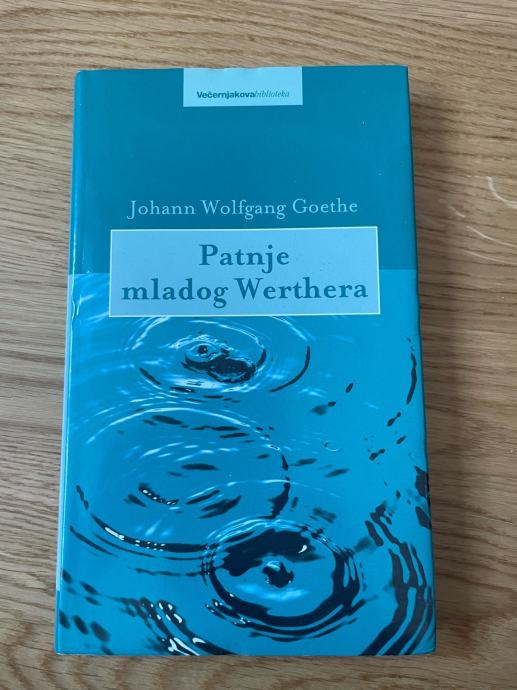 Večernjakovabiblioteka
Johann Wolfgang Goethe
Patnje
mladog Werthera